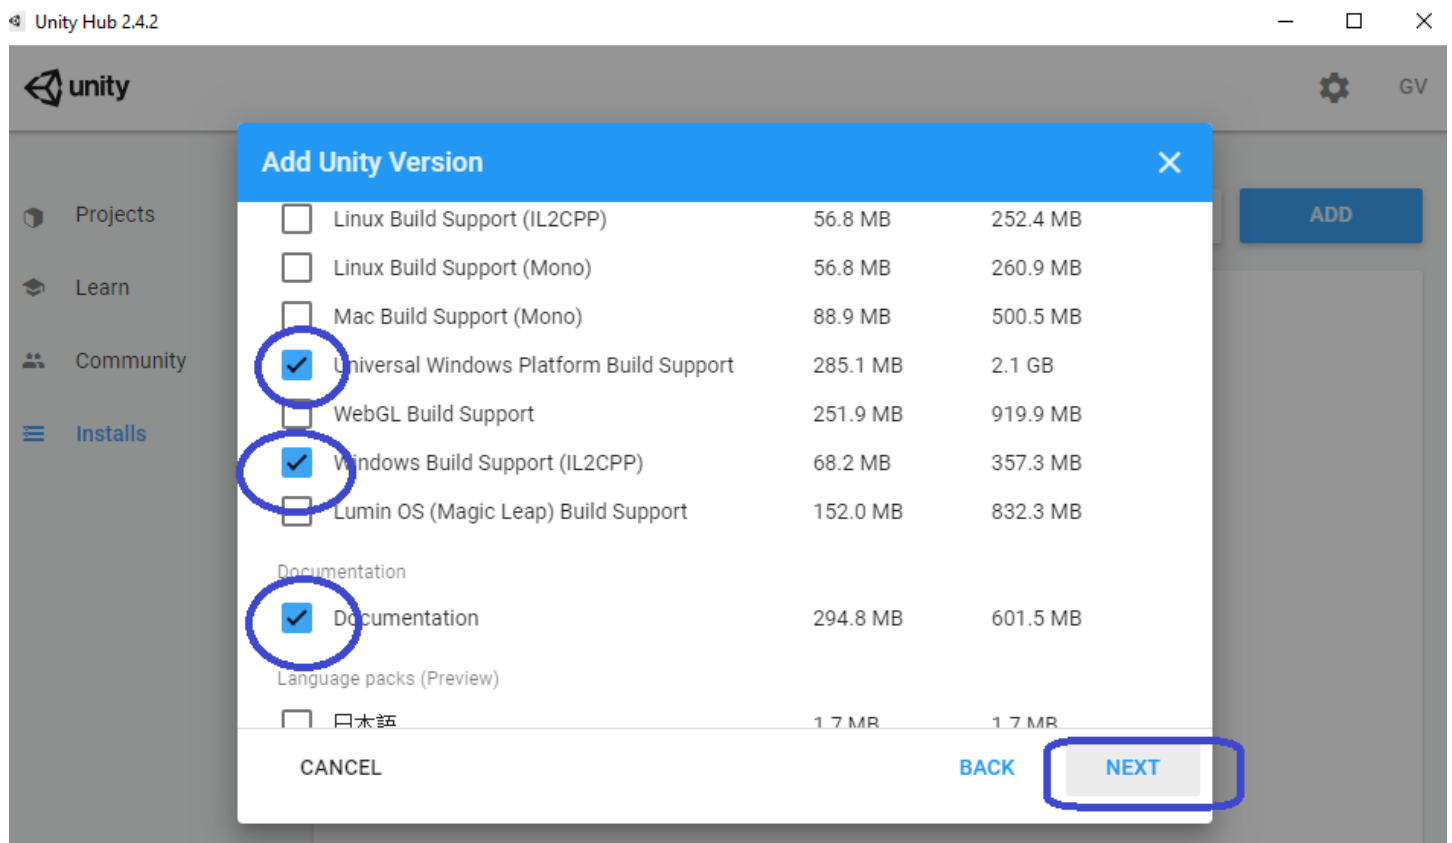 Unity Hub 2.4.2
unity
GV
Add Unity Version
Projects
Learn
Community
Installs
ADD
Linux Build Support (IL2CPP) 56.8 MB 252.4 MB
Linux Build Support (Mono) 56.8 MB 260.9 MB
Mac Build Support (Mono) 88.9 MB 500.5 MB
Universal Windows Platform Build Support 285.1 MB 2.1 GB
WebGL Build Support 251.9 MB 919.9 MB
Windows Build Support (IL2CPP) 68.2 MB 357.3 MB
Lumin OS (Magic Leap) Build Support 152.0 MB 832.3 MB
Documentation
Documentation 294.8 MB 601.5 MB
Language packs (Preview)
日本語 1.7 MB 1.7 MB
CANCEL BACK NEXT